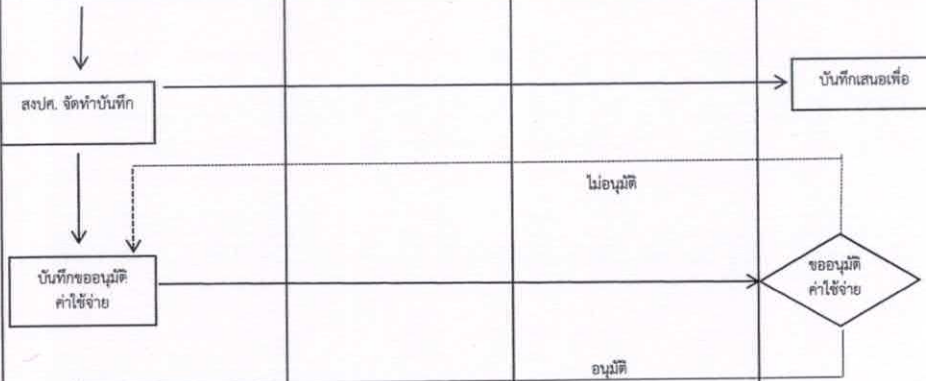 สงปศ. จัดทำบันทึก
บันทึกเสนอเพื่อ
ไม่อนุมัติ
บันทึกขออนุมัติ
ค่าใช้จ่าย
ขออนุมัติ
ค่าใช้จ่าย
อนุมัติ